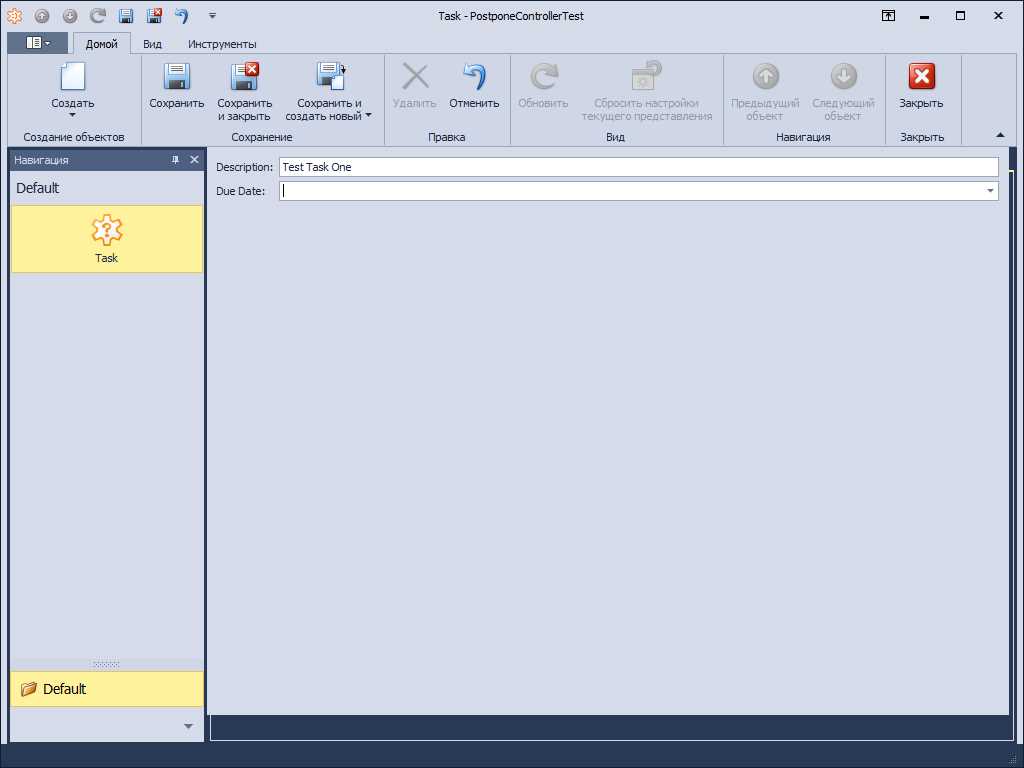 Task - PostponeControllerTest
Домой Вид Инструменты
Создать
Сохранить
Сохранить
и закрыть
Сохранить и
создать новый
Удалить
Отменить
Обновить
Сбросить настройки
текущего представления
Предыдущий
объект
Следующий
объект
Закрыть
Создание объектов
Сохранение
Правка
Вид
Навигация
Закрыть
Навигация
Default
Task
Default
Description: Test Task One
Due Date: